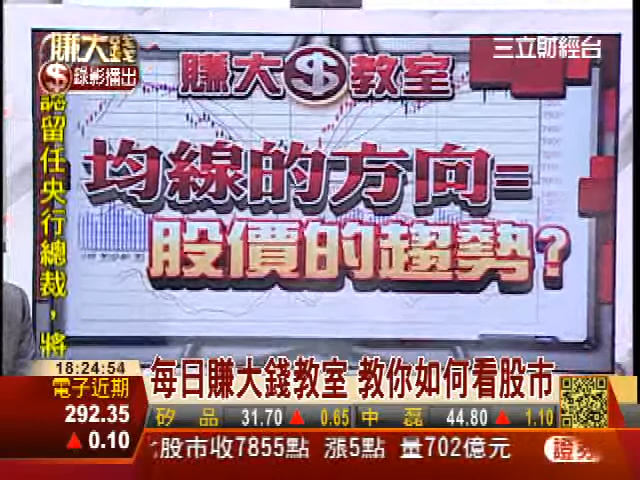 賺大錢
$錄影播出
三立財經台
賺大$教室
均線的方向=
股價的趨勢?
留任央行總裁，將
18:24:54
每日賺大錢教室 教你如何看股市
電子近期
292.35
▲0.10
矽品 31.70 ▲ 0.65 中磊 44.80 ▲ 1.10
股市收7855點 漲5點 量702億元